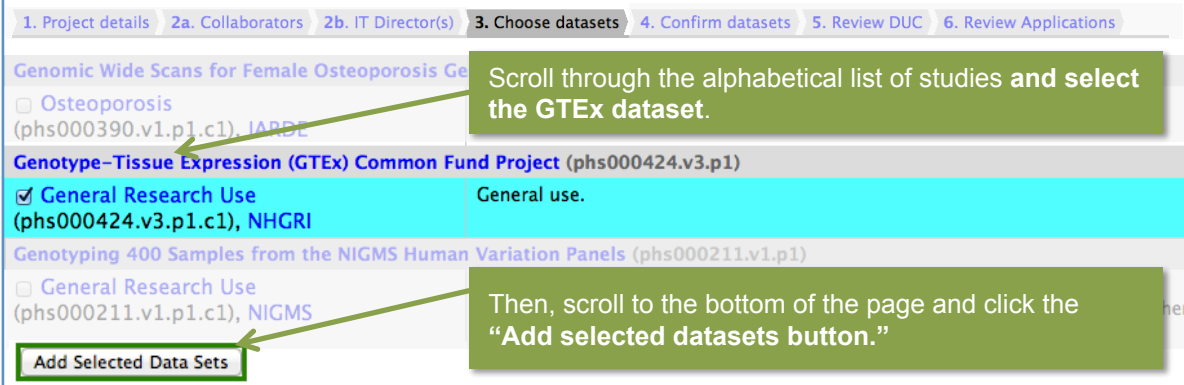 1. Project details 2a. Collaborators 2b. IT Director(s) 3. Choose datasets 4. Confirm datasets 5. Review DUC 6. Review Applications
Genomic Wide Scans for Female Osteoporosis
Scroll through the alphabetical list of studies and select
the GTEx dataset.
Osteoporosis
(phs000390.v1.p1.c1), IARDE
Genotype-Tissue Expression (GTEx) Common Fund Project (phs000424.v3.p1)
General Research Use
General use.
(phs000424.v3.p1.c1), NHGRI
Genotyping 400 Samples from the NIGMS Human Variation Panels (phs000211.v1.p1)
General Research Use
(phs000211.v1.p1.c1), NIGMS
Then, scroll to the bottom of the page and click the
“Add selected datasets button.”
Add Selected Data Sets